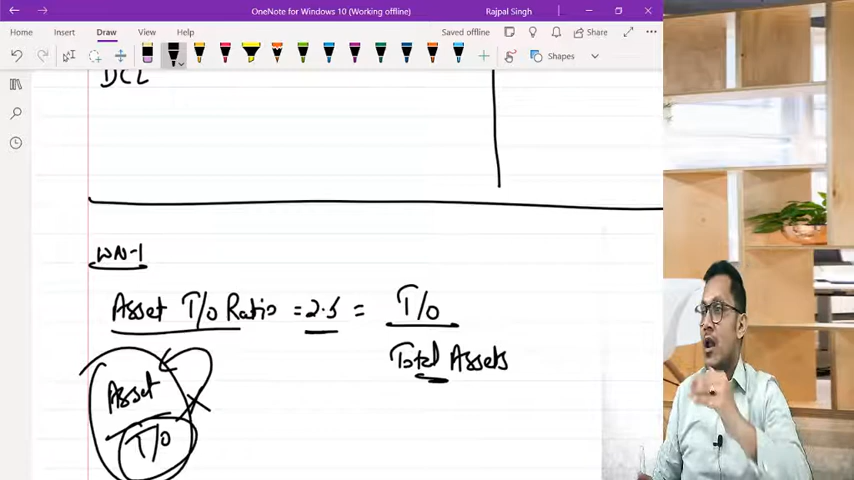 OneNote for Windows 10 (Working offline)
Rajpal Singh
Home Insert Draw View Help
Saved offline
Share
Shapes
DCL
WN-1
Asset T/O Ratio = 2.5 = T/O
Total Assets
Asset
T/O